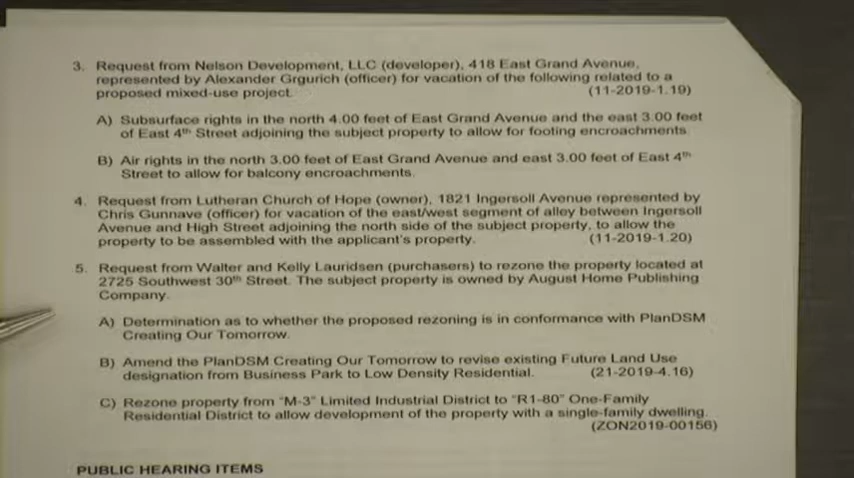 3. Request from Nelson Development, LLC (developer), 418 East Grand Avenue,
represented by Alexander Grgurich (officer) for vacation of the following related to a
proposed mixed-use project. (11-2019-1.19)
A) Subsurface rights in the north 4.00 feet of East Grand Avenue and the east 3.00 feet
of East 4th Street adjoining the subject property to allow for footing encroachments.
B) Air rights in the north 3.00 feet of East Grand Avenue and east 3.00 feet of East 4th
Street to allow for balcony encroachments.
4. Request from Lutheran Church of Hope (owner), 1821 Ingersoll Avenue represented by
Chris Gunnave (officer) for vacation of the east/west segment of alley between Ingersoll
Avenue and High Street adjoining the north side of the subject property, to allow the
property to be assembled with the applicant's property. (11-2019-1.20)
5. Request from Walter and Kelly Lauridsen (purchasers) to rezone the property located at
2725 Southwest 30th Street. The subject property is owned by August Home Publishing
Company.
A) Determination as to whether the proposed rezoning is in conformance with PlanDSM
Creating Our Tomorrow.
B) Amend the PlanDSM Creating Our Tomorrow to revise existing Future Land Use
designation from Business Park to Low Density Residential. (21-2019-4.16)
C) Rezone property from "M-3" Limited Industrial District to "R1-80" One-Family
Residential District to allow development of the property with a single-family dwelling.
(ZON2019-00156)
PUBLIC HEARING ITEMS